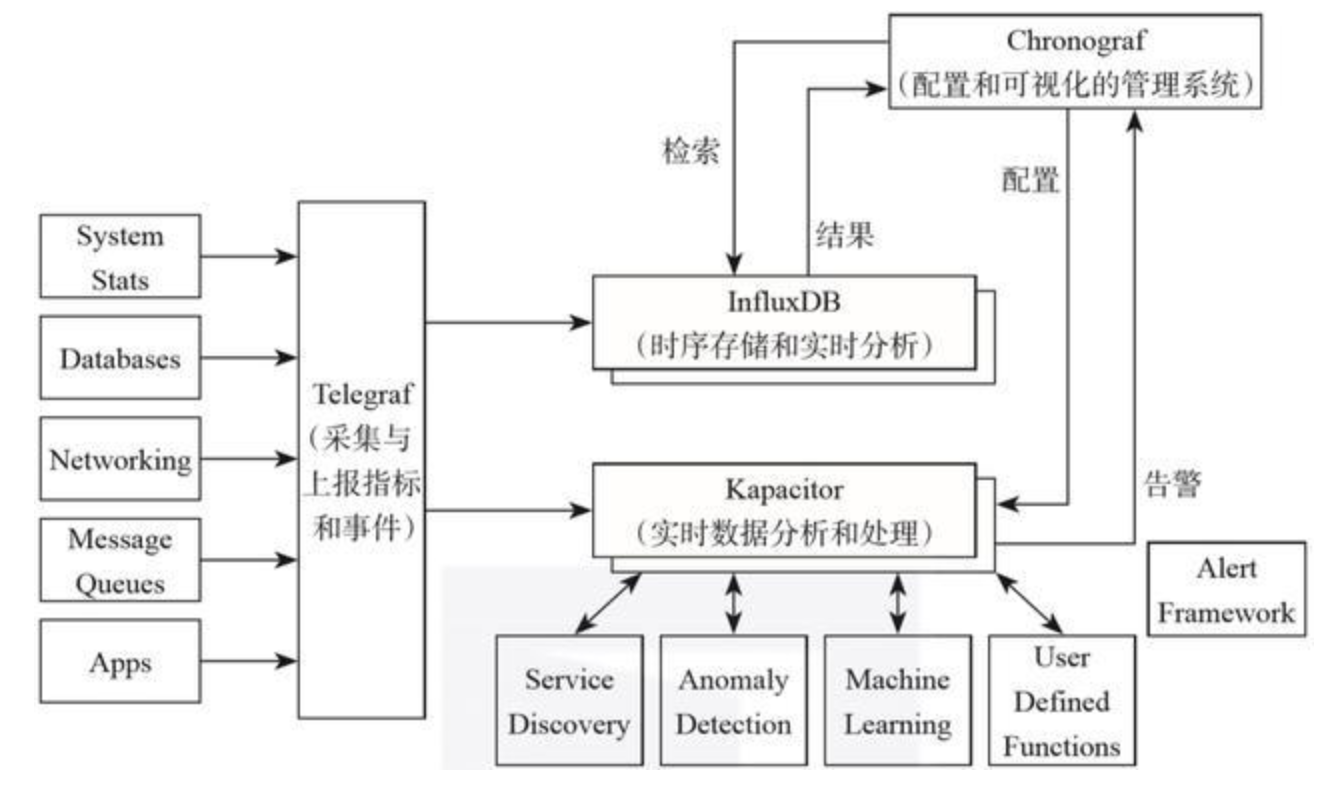 Chronograf
（配置和可视化的管理系统）
检索
配置
结果
System
Stats
Databases
Networking
Message
Queues
Apps
Telegraf
（采集与
上报指标
和事件）
InfluxDB
（时序存储和实时分析）
Kapacitor
（实时数据分析和处理）
告警
Alert
Framework
Service
Discovery
Anomaly
Detection
Machine
Learning
User
Defined
Functions